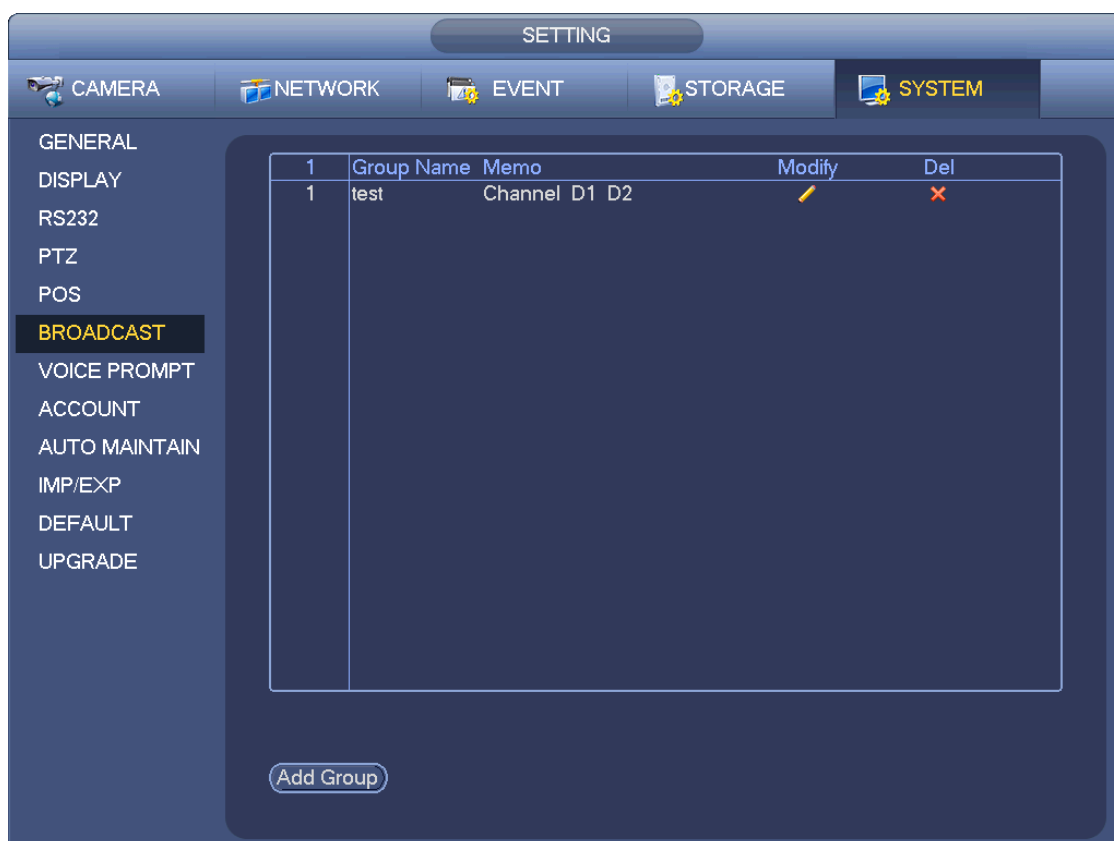 SETTING
CAMERA NETWORK EVENT STORAGE SYSTEM
GENERAL
DISPLAY
RS232
PTZ
POS
BROADCAST
VOICE PROMPT
ACCOUNT
AUTO MAINTAIN
IMP/EXP
DEFAULT
UPGRADE
1 Group Name Memo Modify Del
1 test Channel D1 D2
Add Group